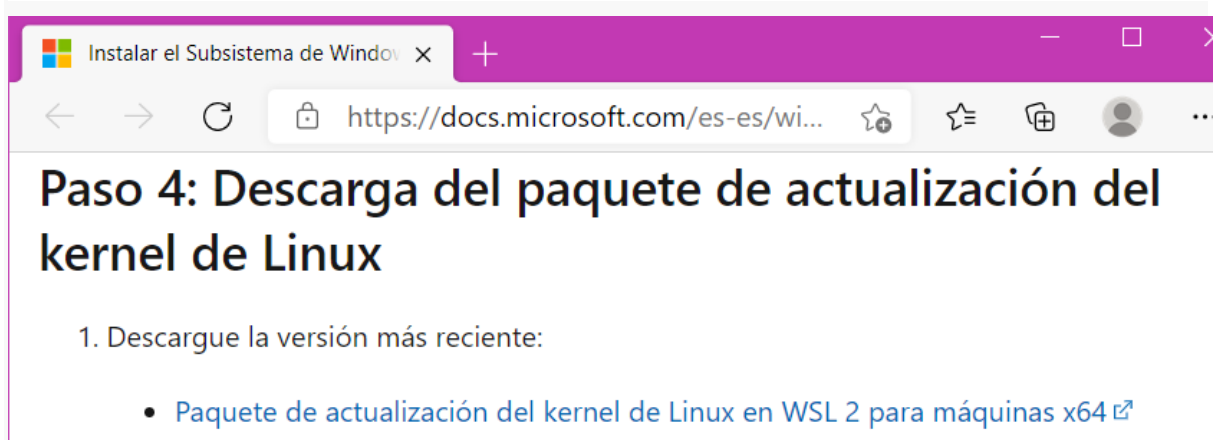 Instalar el Subsistema de Window
https://docs.microsoft.com/es-es/wi...
Paso 4: Descarga del paquete de actualización del
kernel de Linux
1. Descargue la versión más reciente:
• Paquete de actualización del kernel de Linux en WSL 2 para máquinas x64